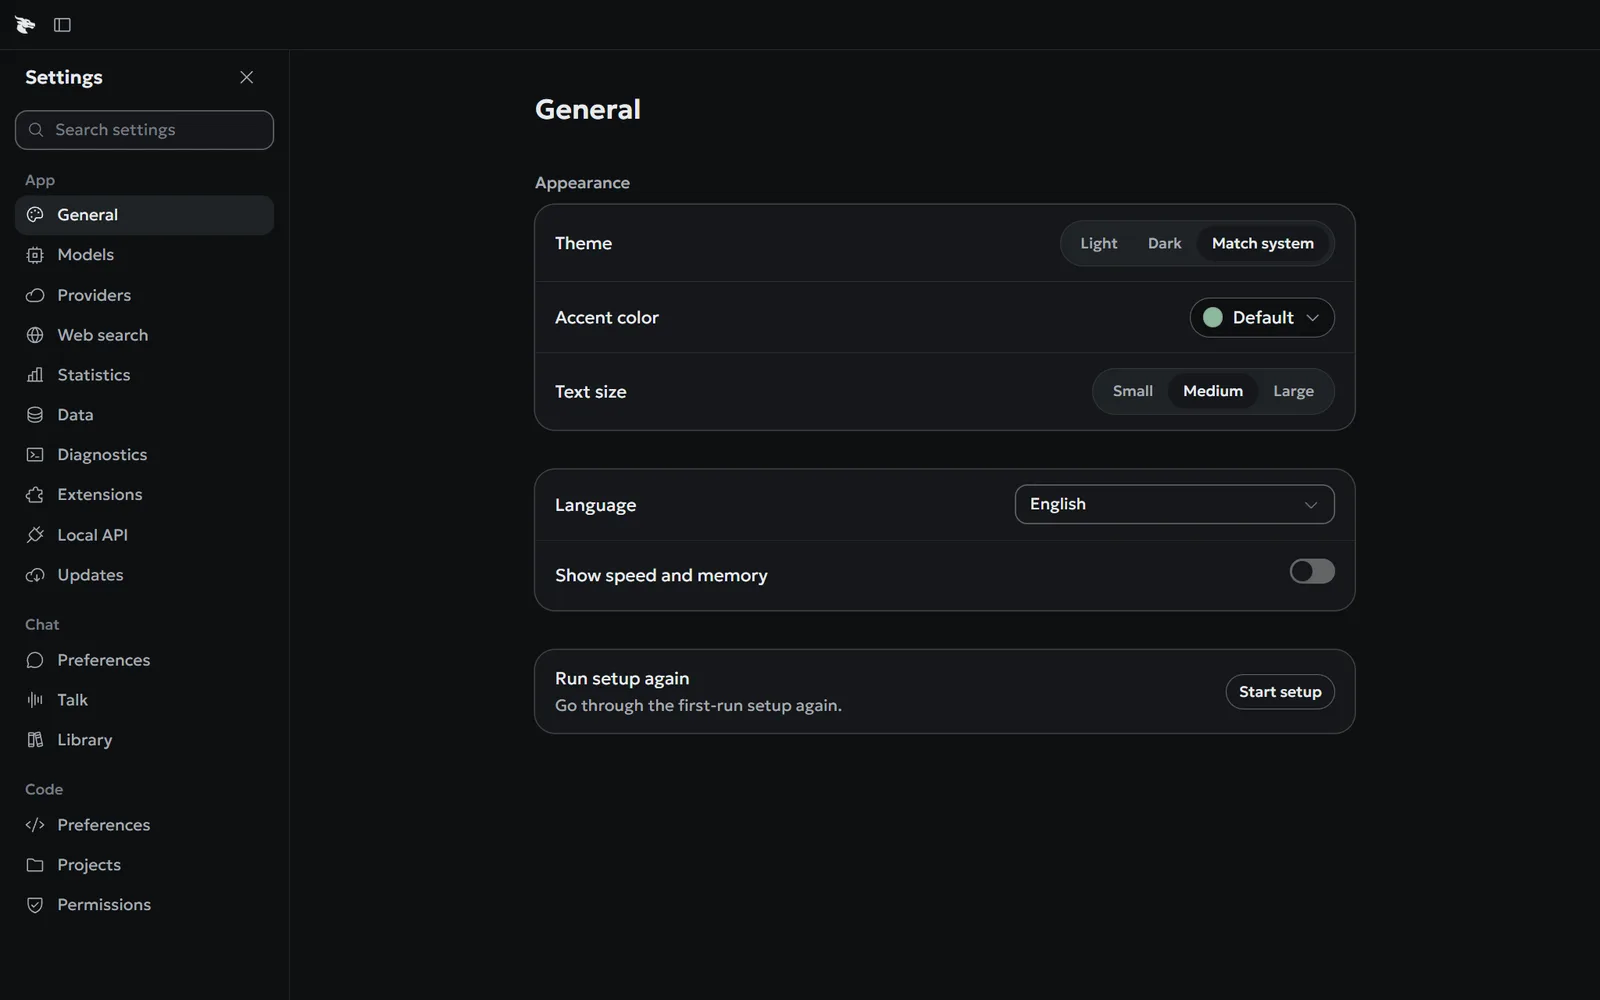 Settings
Search settings
App
General
Models
Providers
Web search
Statistics
Data
Diagnostics
Extensions
Local API
Updates
Chat
Preferences
Talk
Library
Code
Preferences
Projects
Permissions
General
Appearance
Theme
Light Dark Match system
Accent color
Default
Text size
Small Medium Large
Language
English
Show speed and memory
Run setup again
Go through the first-run setup again.
Start setup